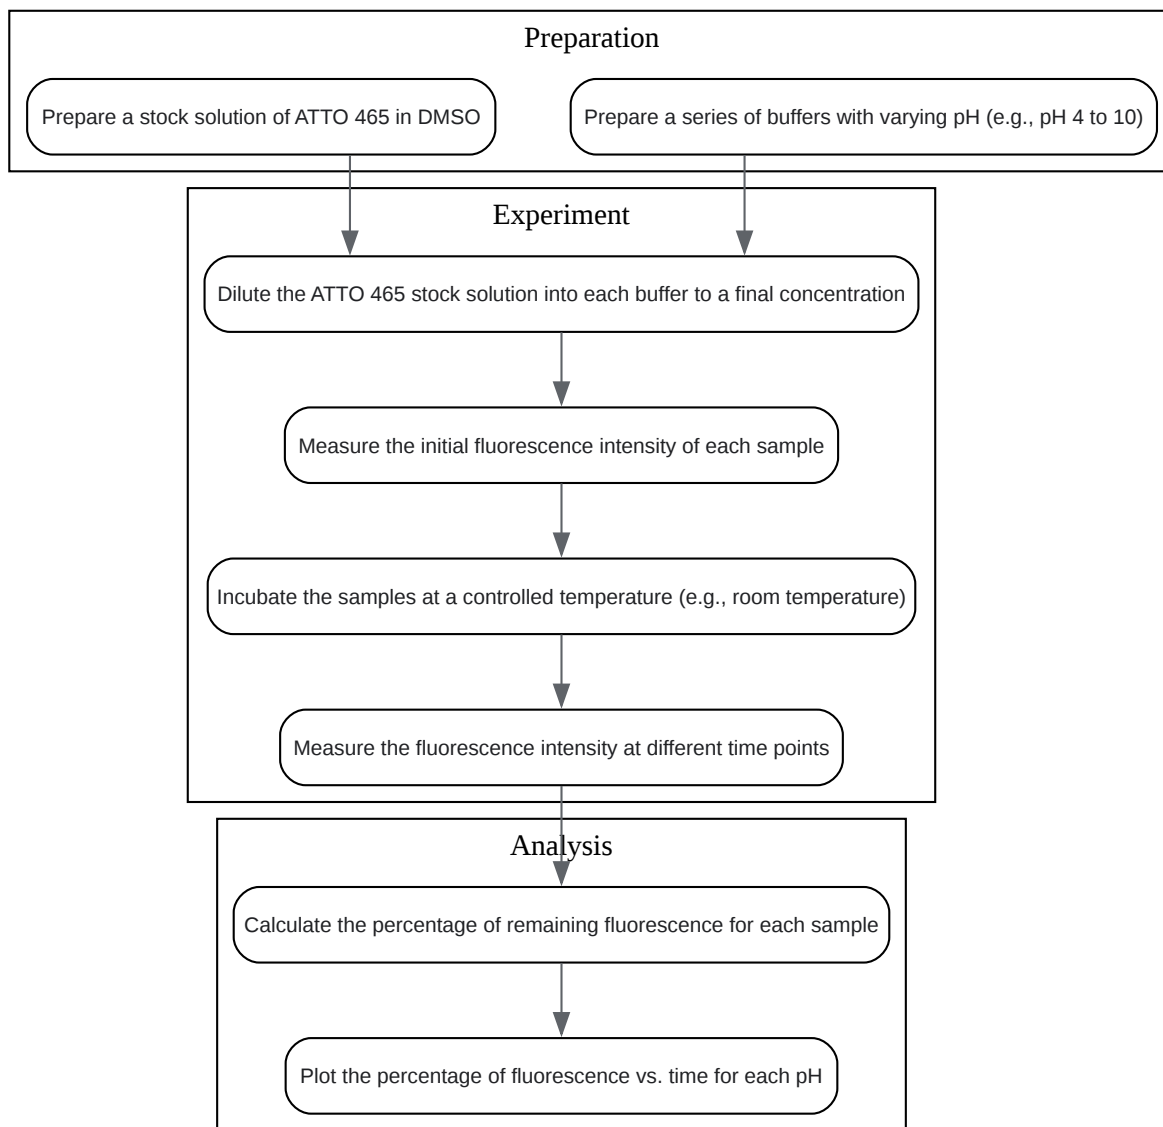 Preparation
Prepare a stock solution of ATTO 465 in DMSO
Prepare a series of buffers with varying pH (e.g., pH 4 to 10)
Experiment
Dilute the ATTO 465 stock solution into each buffer to a final concentration
Measure the initial fluorescence intensity of each sample
Incubate the samples at a controlled temperature (e.g., room temperature)
Measure the fluorescence intensity at different time points
Analysis
Calculate the percentage of remaining fluorescence for each sample
Plot the percentage of fluorescence vs. time for each pH